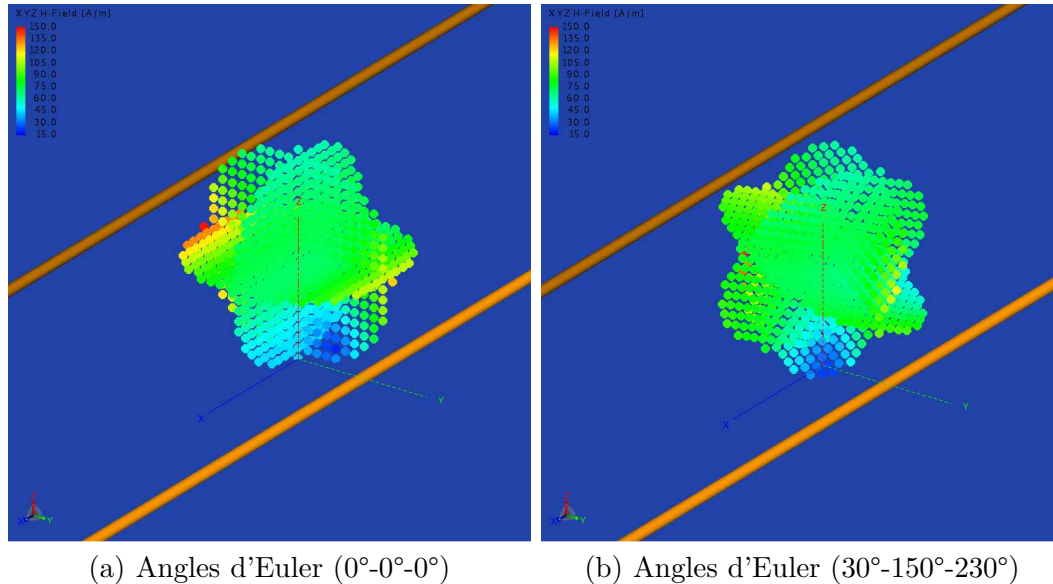 XYZ H-Field [A/m]
150.0
135.0
120.0
105.0
90.0
75.0
60.0
45.0
30.0
15.0
Z
X
Y
Z
X
Y
(a) Angles d'Euler (0°-0°-0°)
XYZ H-Field [A/m]
150.0
135.0
120.0
105.0
90.0
75.0
60.0
45.0
30.0
15.0
Z
X
Y
Z
X
Y
(b) Angles d'Euler (30°-150°-230°)